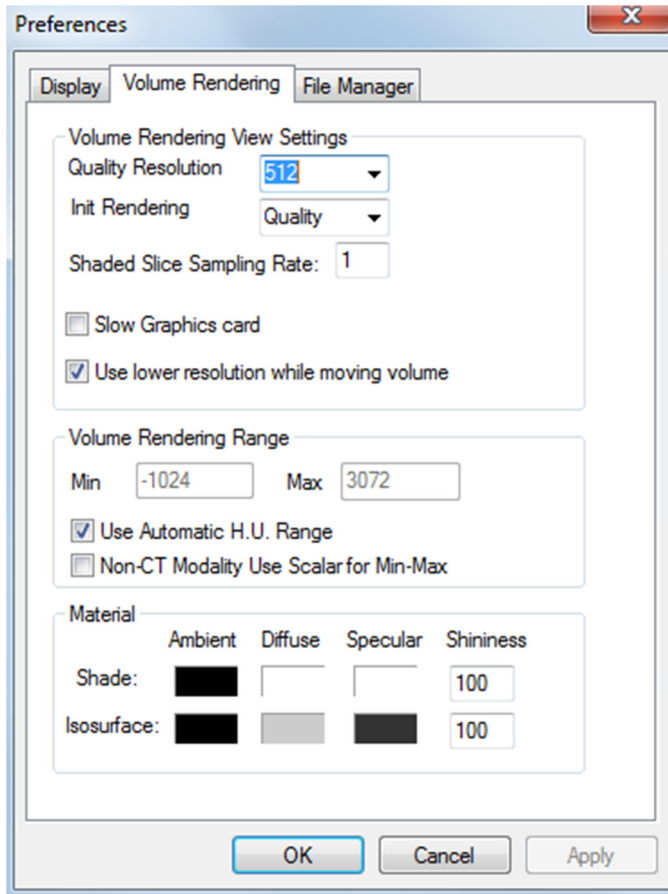 Preferences
Display Volume Rendering File Manager
Volume Rendering View Settings
Quality Resolution 512
Init Rendering Quality
Shaded Slice Sampling Rate: 1
Slow Graphics card
Use lower resolution while moving volume
Volume Rendering Range
Min -1024 Max 3072
Use Automatic H.U. Range
Non-CT Modality Use Scalar for Min-Max
Material
Ambient Diffuse Specular Shininess
Shade: 100
Isosurface: 100
OK Cancel Apply